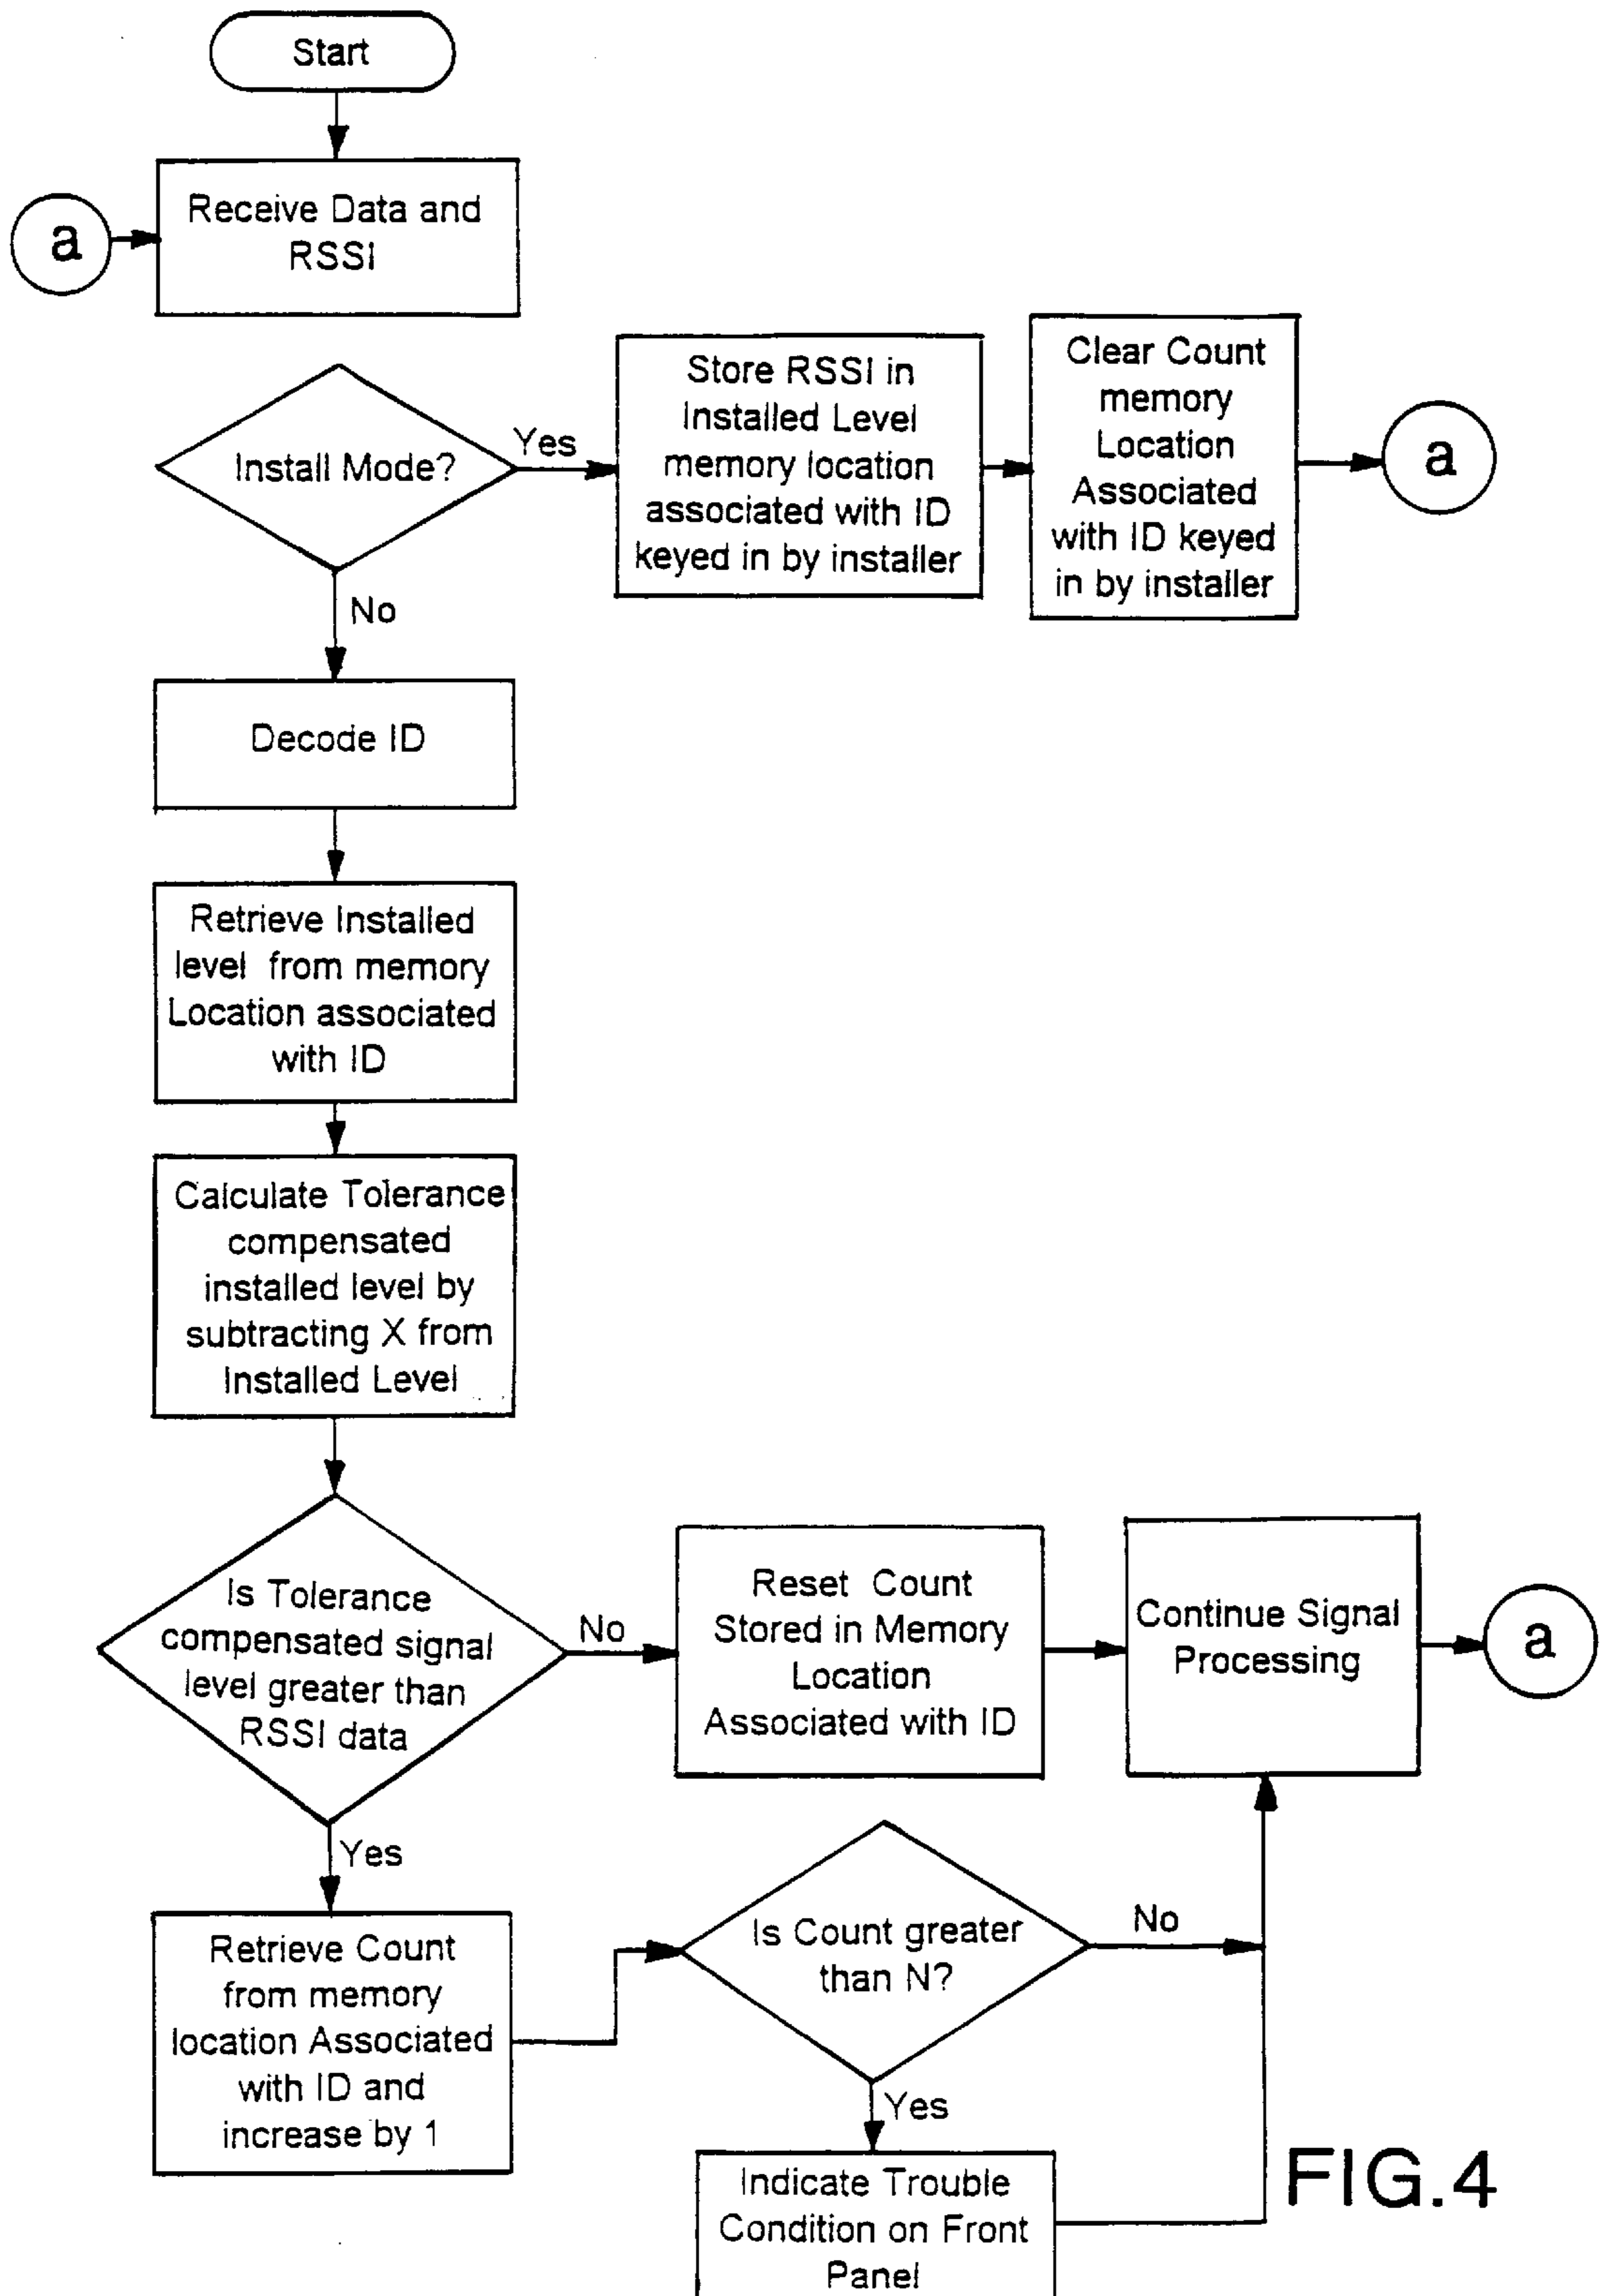 Start
a
Receive Data and
RSSI
Install Mode?
Yes
No
Store RSSI in
Installed Level
memory location
associated with ID
keyed in by installer
Clear Count
memory
Location
Associated
with ID keyed
in by installer
a
Decode ID
Retrieve Installed
level from memory
Location associated
with ID
Calculate Tolerance
compensated
installed level by
subtracting X from
Installed Level
Is Tolerance
compensated signal
level greater than
RSSI data
No
Yes
Reset Count
Stored in Memory
Location
Associated with ID
Continue Signal
Processing
a
Retrieve Count
from memory
location Associated
with ID and
increase by 1
Is Count greater
than N?
No
Yes
Indicate Trouble
Condition on Front
Panel
FIG.4